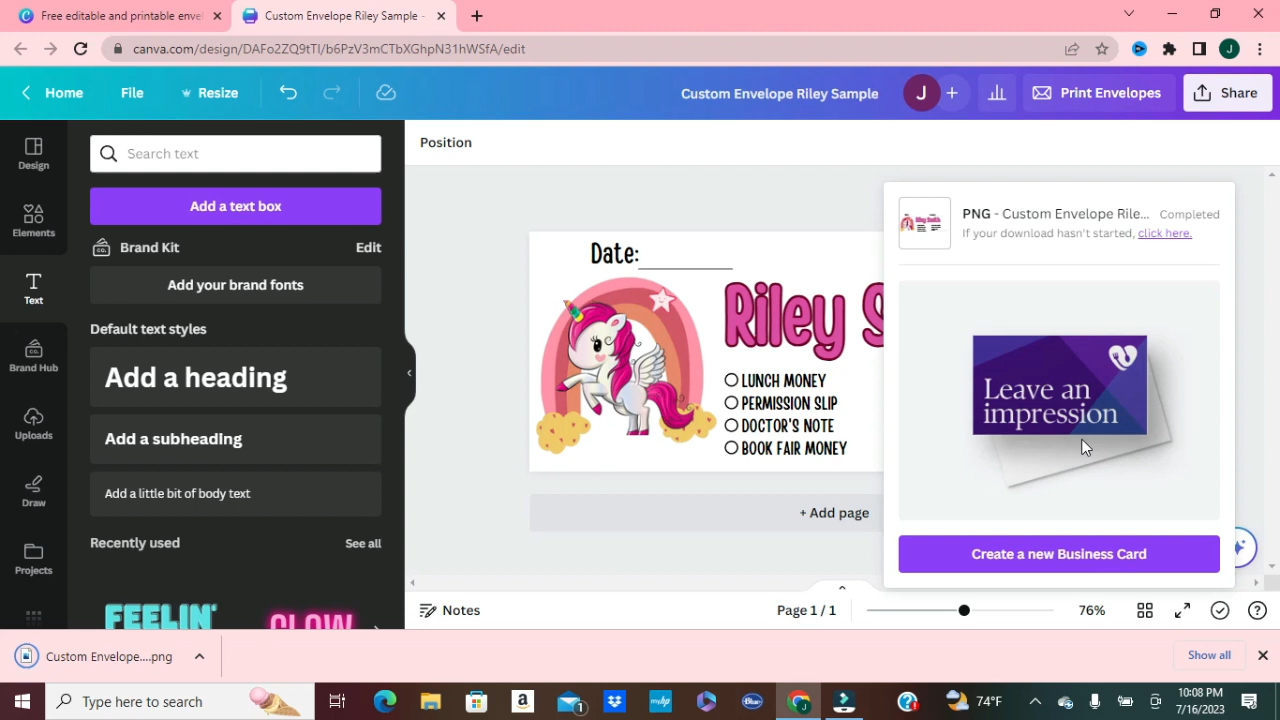 Free editable and printable enve
Custom Envelope Riley Sample -
canva.com/design/DAFo2ZQ9tTI/b6PzV3mCTbXGhpN31hWSfA/edit
J
Home
File
Resize
Custom Envelope Riley Sample
J
Print Envelopes
Share
Design
Elements
Text
Brand Hub
Uploads
Draw
Projects
Search text
Add a text box
Brand Kit
Edit
Add your brand fonts
Default text styles
Add a heading
Add a subheading
Add a little bit of body text
Recently used
See all
FEELIN'
GLOW
Position
Date:
Riley S
LUNCH MONEY
PERMISSION SLIP
DOCTOR'S NOTE
BOOK FAIR MONEY
+ Add page
PNG - Custom Envelope Rile...
Completed
If your download hasn't started, click here.
Leave an
impression
Create a new Business Card
Notes
Page 1 / 1
76%
Custom Envelope....png
Show all
Type here to search
74°F
10:08 PM
7/16/2023